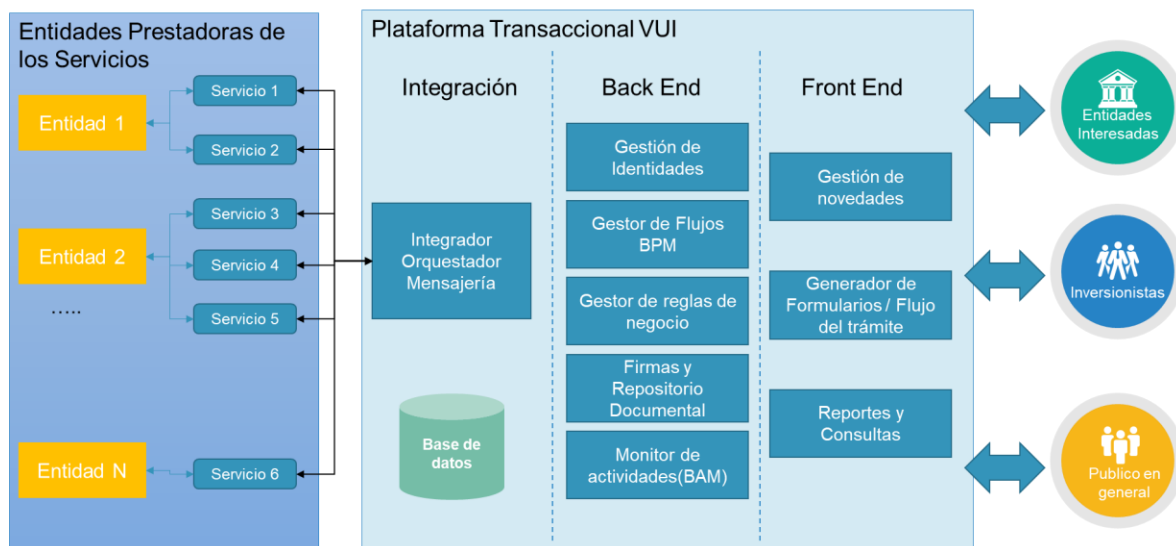 Entidades Prestadoras de
los Servicios
Entidad 1
Servicio 1
Servicio 2
Entidad 2
Servicio 3
Servicio 4
Servicio 5
.....
Entidad N
Servicio 6
Plataforma Transaccional VUI
Integración
Integrador
Orquestador
Mensajería
Base de
datos
Back End
Gestión de
Identidades
Gestor de Flujos
BPM
Gestor de reglas de
negocio
Firmas y
Repositorio
Documental
Monitor de
actividades(BAM)
Front End
Gestión de
novedades
Generador de
Formularios / Flujo
del trámite
Reportes y
Consultas
Entidades
Interesadas
Inversionistas
Publico en
general